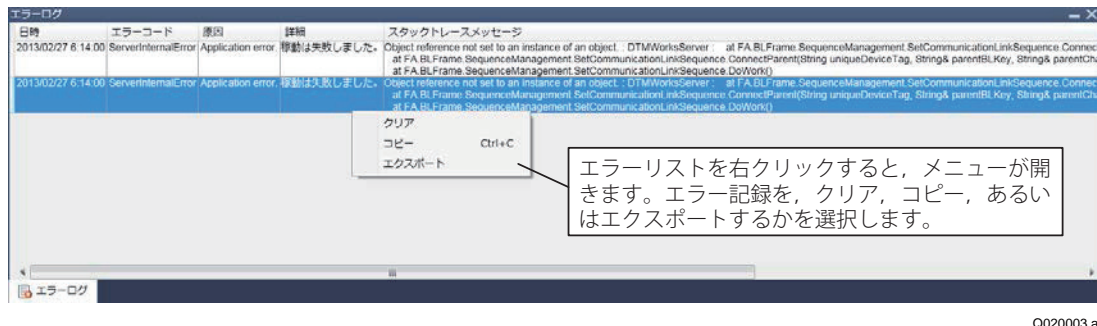 エラーログ
日時 エラーコード 原因 詳細 スタックトレースメッセージ
2013/02/27 6:14:00 ServerInternalError Application error. 稼動は失敗しました。 Object reference not set to an instance of an object. : DTMWorksServer : at FA.BLFrame.SequenceManagement.SetCommunicationLinkSequence.Connec
at FA.BLFrame.SequenceManagement.SetCommunicationLinkSequence.ConnectParent(String uniqueDeviceTag, String& parentBLKey, String& parentCha
at FA.BLFrame.SequenceManagement.SetCommunicationLinkSequence.DoWork()
2013/02/27 6:14:00 ServerInternalError Application error. 稼動は失敗しました。 Object reference not set to an instance of an object. : DTMWorksServer : at FA.BLFrame.SequenceManagement.SetCommunicationLinkSequence.Connec
at FA.BLFrame.SequenceManagement.SetCommunicationLinkSequence.ConnectParent(String uniqueDeviceTag, String& parentBLKey, String& parentCha
at FA.BLFrame.SequenceManagement.SetCommunicationLinkSequence.DoWork()
クリア
コピー Ctrl+C
エクスポート
エラーリストを右クリックすると，メニューが開
きます。エラー記録を，クリア，コピー，あるい
はエクスポートするかを選択します。
エラーログ
O020003.a